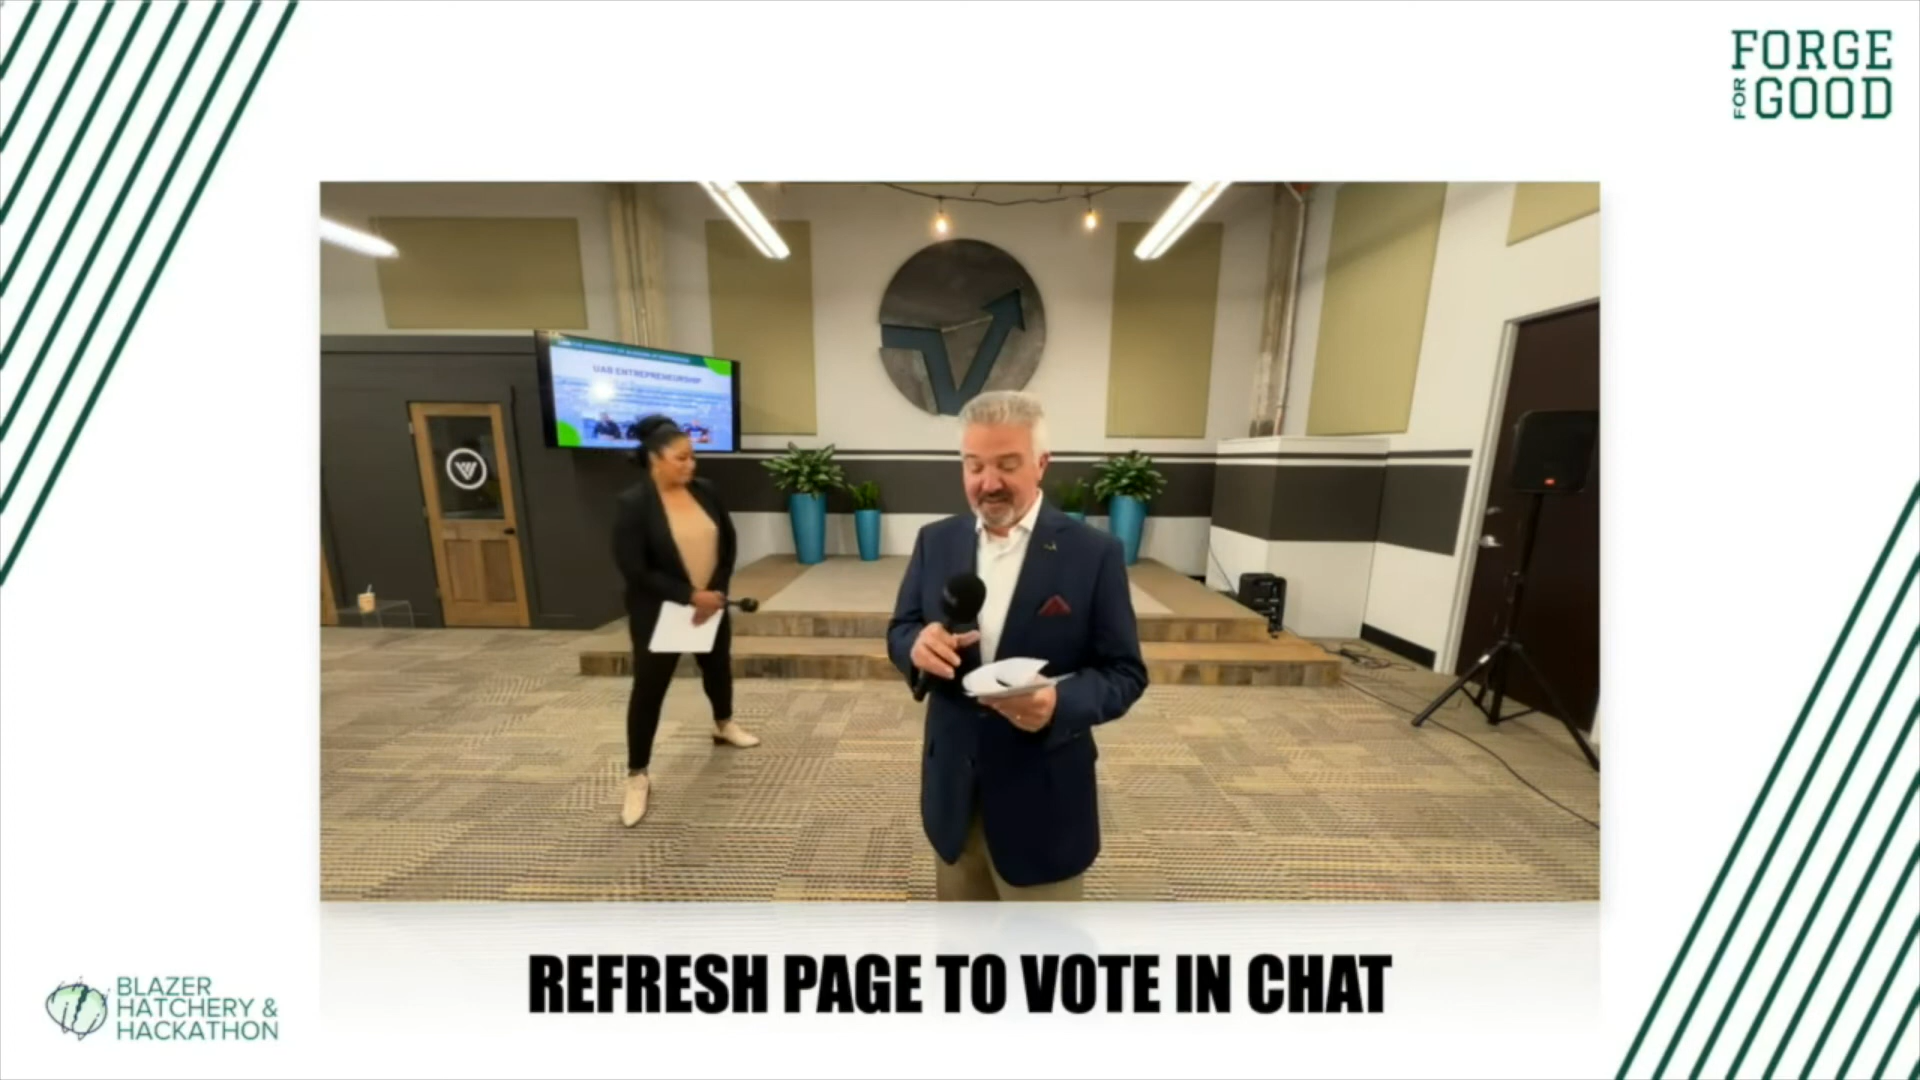 FORGE
FOR GOOD
UAB ENTREPRENEURSHIP
REFRESH PAGE TO VOTE IN CHAT
BLAZER
HATCHERY &
HACKATHON